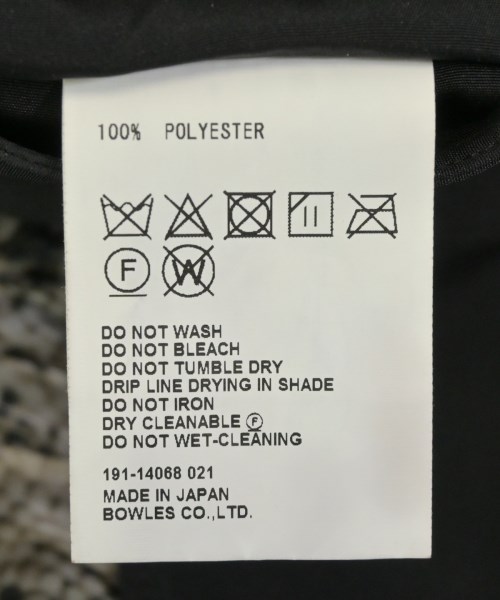 100% POLYESTER
F W
DO NOT WASH
DO NOT BLEACH
DO NOT TUMBLE DRY
DRIP LINE DRYING IN SHADE
DO NOT IRON
DRY CLEANABLE Ⓕ
DO NOT WET-CLEANING
191-14068 021
MADE IN JAPAN
BOWLES CO.,LTD.